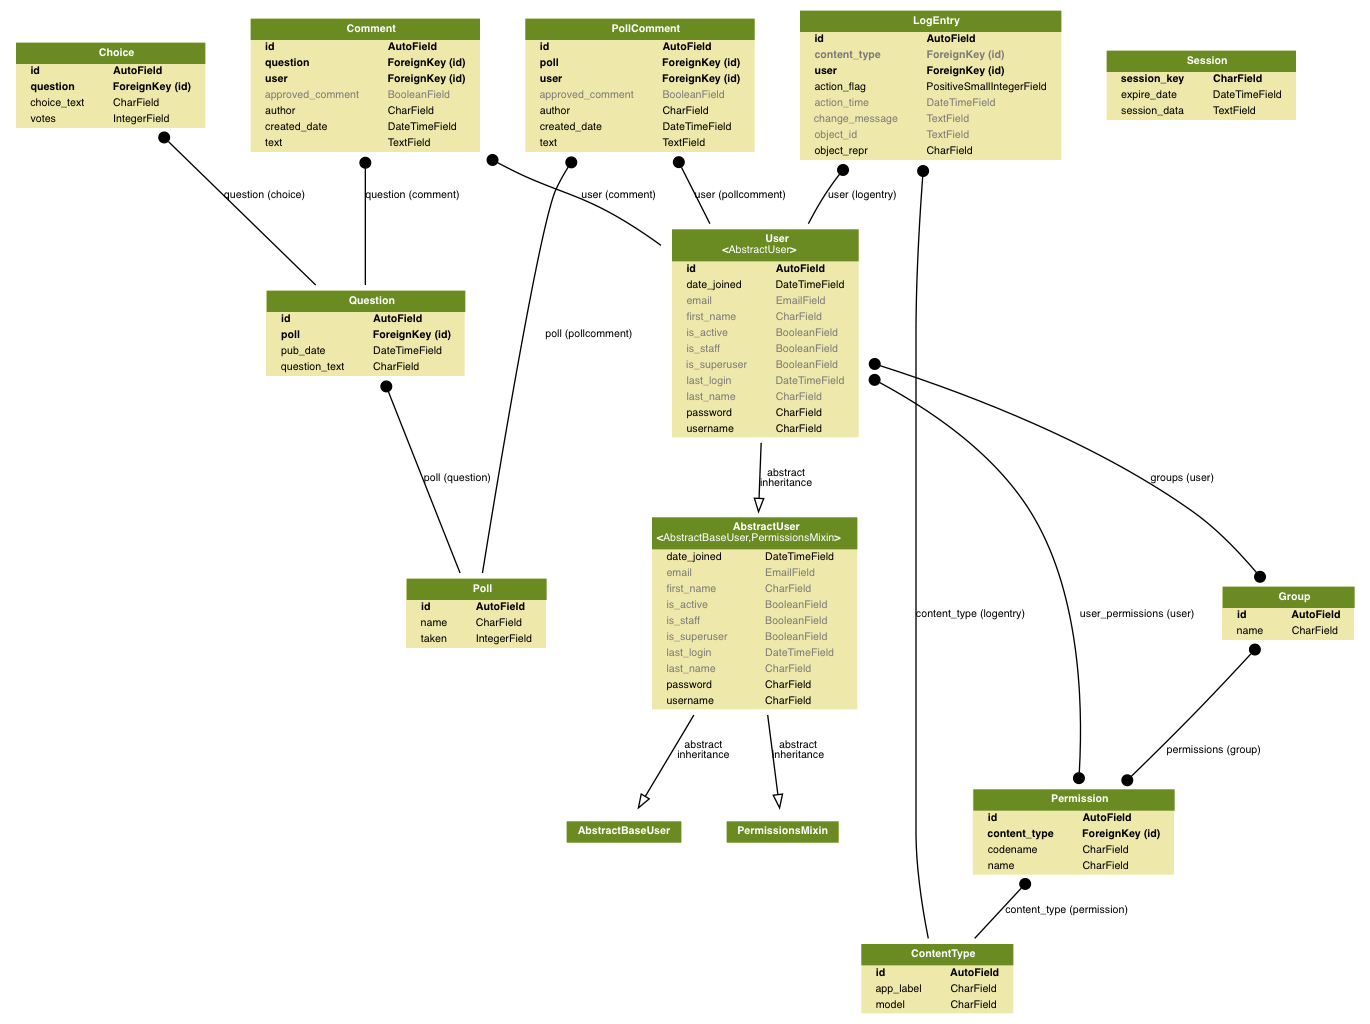 Choice
id AutoField
question ForeignKey (id)
choice_text CharField
votes IntegerField
Comment
id AutoField
question ForeignKey (id)
user ForeignKey (id)
approved_comment BooleanField
author CharField
created_date DateTimeField
text TextField
PollComment
id AutoField
poll ForeignKey (id)
user ForeignKey (id)
approved_comment BooleanField
author CharField
created_date DateTimeField
text TextField
LogEntry
id AutoField
content_type ForeignKey (id)
user ForeignKey (id)
action_flag PositiveSmallIntegerField
action_time DateTimeField
change_message TextField
object_id TextField
object_repr CharField
Session
session_key CharField
expire_date DateTimeField
session_data TextField
question (choice)
question (comment)
user (comment)
user (pollcomment)
user (logentry)
User
<AbstractUser>
id AutoField
date_joined DateTimeField
email EmailField
first_name CharField
is_active BooleanField
is_staff BooleanField
is_superuser BooleanField
last_login DateTimeField
last_name CharField
password CharField
username CharField
Question
id AutoField
poll ForeignKey (id)
pub_date DateTimeField
question_text CharField
poll (pollcomment)
poll (question)
abstract
inheritance
groups (user)
AbstractUser
<AbstractBaseUser,PermissionsMixin>
date_joined DateTimeField
email EmailField
first_name CharField
is_active BooleanField
is_staff BooleanField
is_superuser BooleanField
last_login DateTimeField
last_name CharField
password CharField
username CharField
Poll
id AutoField
name CharField
taken IntegerField
content_type (logentry)
user_permissions (user)
Group
id AutoField
name CharField
abstract
inheritance
abstract
inheritance
permissions (group)
AbstractBaseUser
PermissionsMixin
Permission
id AutoField
content_type ForeignKey (id)
codename CharField
name CharField
content_type (permission)
ContentType
id AutoField
app_label CharField
model CharField